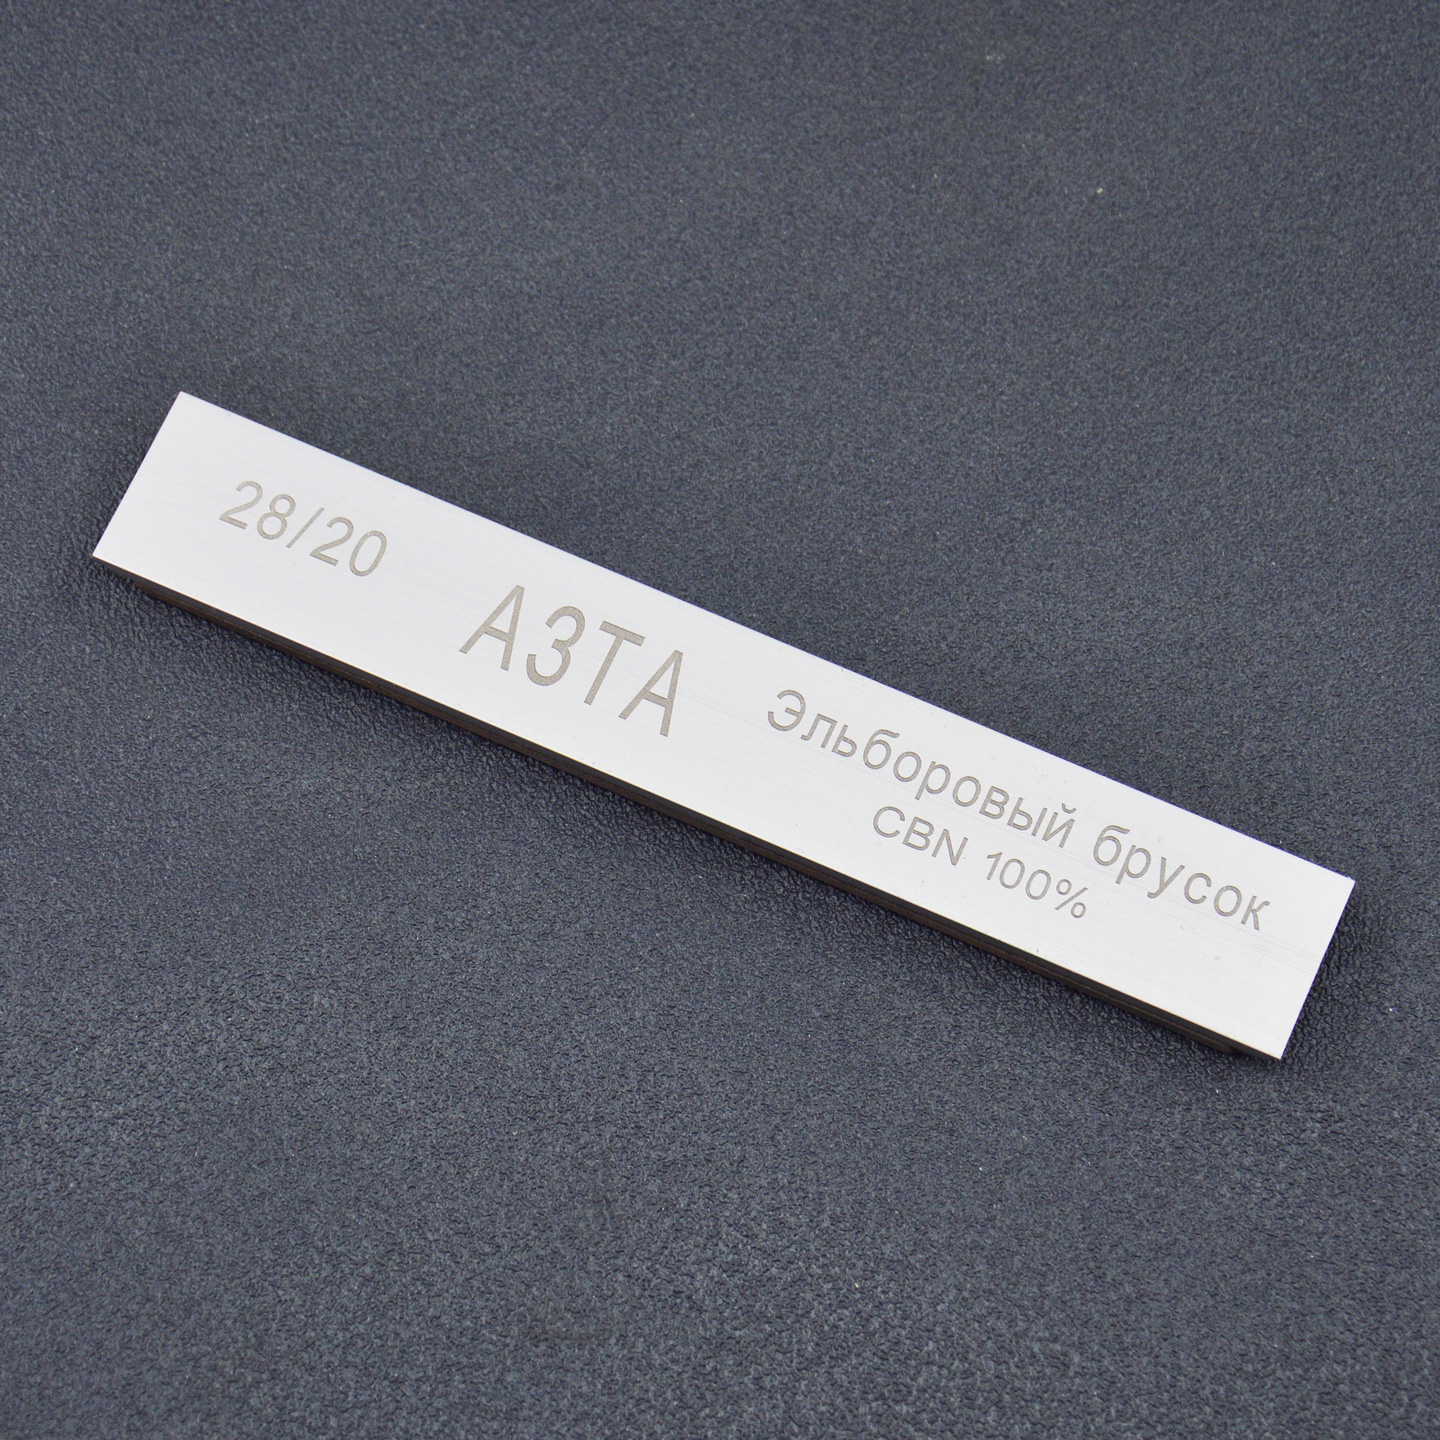 28/20
АЗТА
Эльборовый брусок
CBN 100%